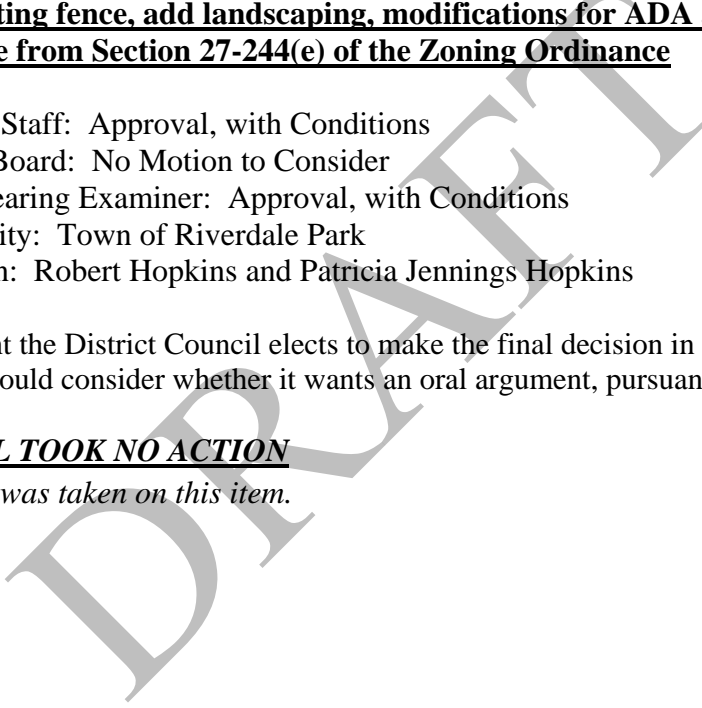 ting fence, add landscaping, modifications for ADA
e from Section 27-244(e) of the Zoning Ordinance
Staff: Approval, with Conditions
Board: No Motion to Consider
earing Examiner: Approval, with Conditions
ity: Town of Riverdale Park
n: Robert Hopkins and Patricia Jennings Hopkins
nt the District Council elects to make the final decision in
ould consider whether it wants an oral argument, pursuan
L TOOK NO ACTION
was taken on this item.
DRAFT